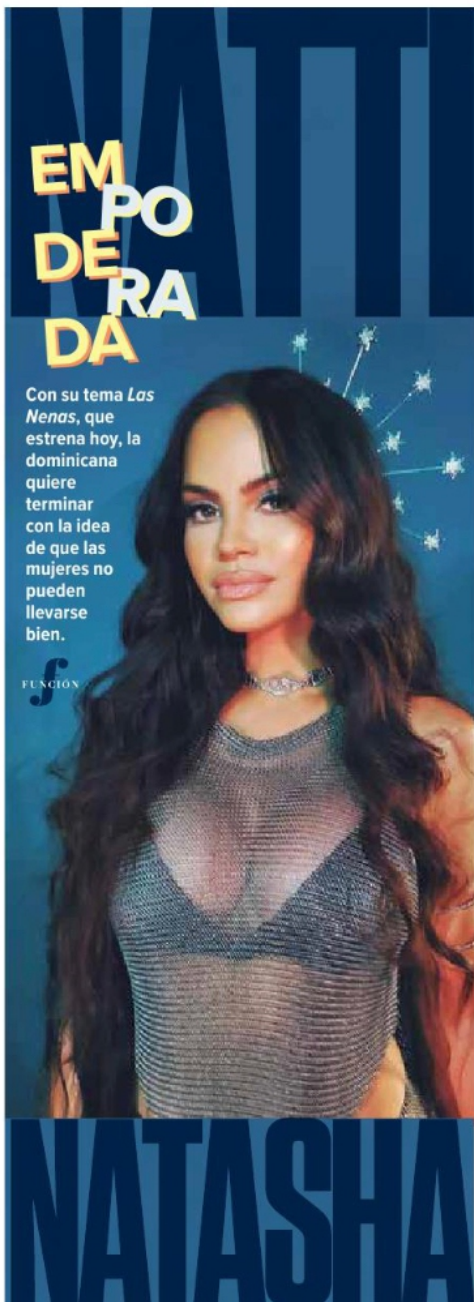 NATTI
EM
PO
DE
RA
DA
Con su tema Las
Nenas, que
estrena hoy, la
dominicana
quiere
terminar
con la idea
de que las
mujeres no
pueden
llevarse
bien.
f
FUNCIÓN
NATASHA